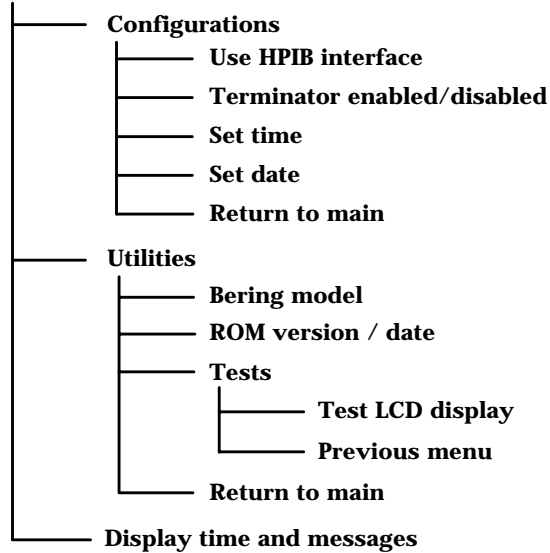 Configurations
Use HPIB interface
Terminator enabled/disabled
Set time
Set date
Return to main
Utilities
Bering model
ROM version / date
Tests
Test LCD display
Previous menu
Return to main
Display time and messages